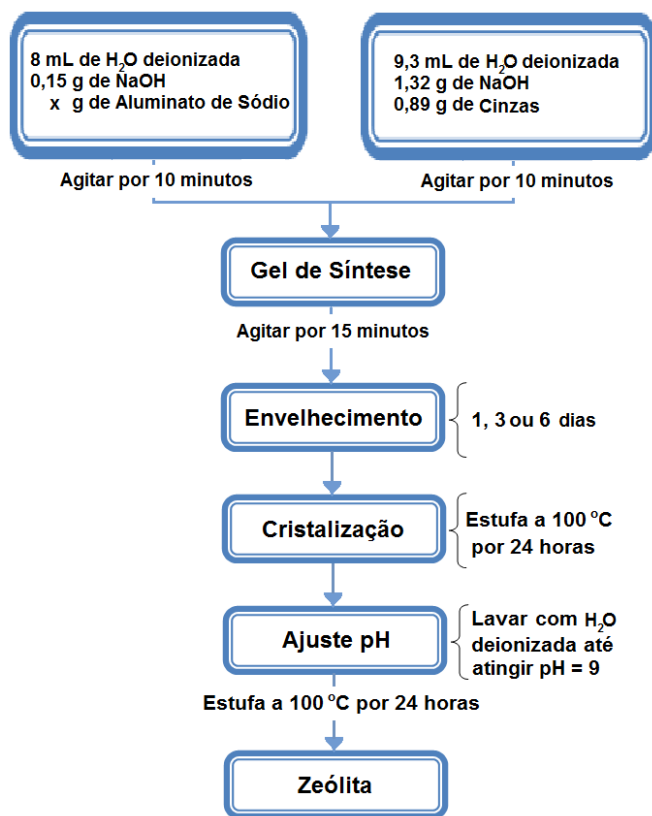 8 mL de H₂O deionizada
0,15 g de NaOH
x g de Aluminato de Sódio
9,3 mL de H₂O deionizada
1,32 g de NaOH
0,89 g de Cinzas
Agitar por 10 minutos
Agitar por 10 minutos
Gel de Síntese
Agitar por 15 minutos
Envelhecimento
1, 3 ou 6 dias
Cristalização
Estufa a 100 °C
por 24 horas
Ajuste pH
Lavar com H₂O
deionizada até
atingir pH = 9
Estufa a 100 °C por 24 horas
Zeólita